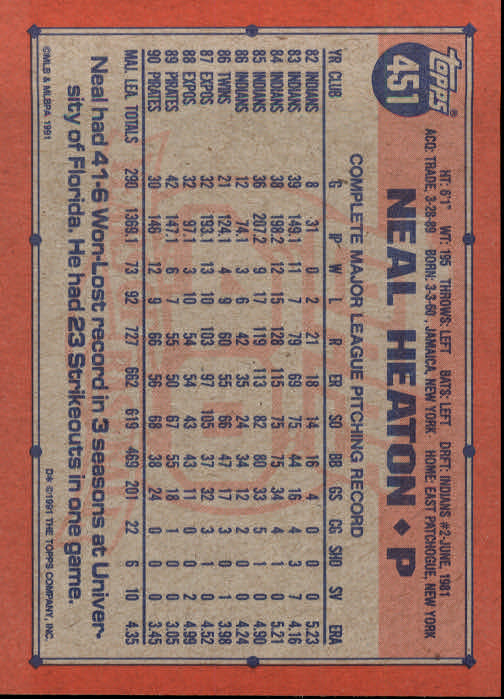 Topps®
451
HT: 6'1" WT: 195 THROWS: LEFT BATS: LEFT DRFT: INDIANS #2-JUNE, 1981
ACQ: TRADE, 3-28-89 BORN: 3-3-60, JAMAICA, NEW YORK HOME: EAST PATCHOGUE, NEW YORK
NEAL HEATON ♦ P
COMPLETE MAJOR LEAGUE PITCHING RECORD
YR CLUB G IP W L R ER SO BB GS CG SHO SV ERA
82 INDIANS 8 31 0 2 21 18 14 16 4 0 0 0 5.23
83 INDIANS 39 149.1 11 7 79 69 75 44 16 4 3 7 4.16
84 INDIANS 38 198.2 12 15 128 115 75 75 34 4 1 0 5.21
85 INDIANS 36 207.2 9 17 119 113 82 80 33 5 1 0 4.90
86 INDIANS 12 74.1 3 6 42 35 24 34 12 2 0 0 4.24
86 TWINS 21 124.1 4 9 60 55 66 47 17 3 0 1 3.98
87 EXPOS 32 193.1 13 10 103 97 105 37 32 3 1 0 4.52
88 EXPOS 32 97.1 3 10 54 54 43 43 11 0 0 2 4.99
89 PIRATES 42 147.1 6 7 55 50 67 55 18 1 0 0 3.05
90 PIRATES 30 146 12 9 66 56 68 38 24 0 0 0 3.45
MAJ. LEA. TOTALS 290 1369.1 73 92 727 662 619 469 201 22 6 10 4.35
Neal had 41-6 Won-Lost record in 3 seasons at Univer-
sity of Florida. He had 23 Strikeouts in one game.
©MLB & MLBPA 1991
D* ©1991 THE TOPPS COMPANY, INC.